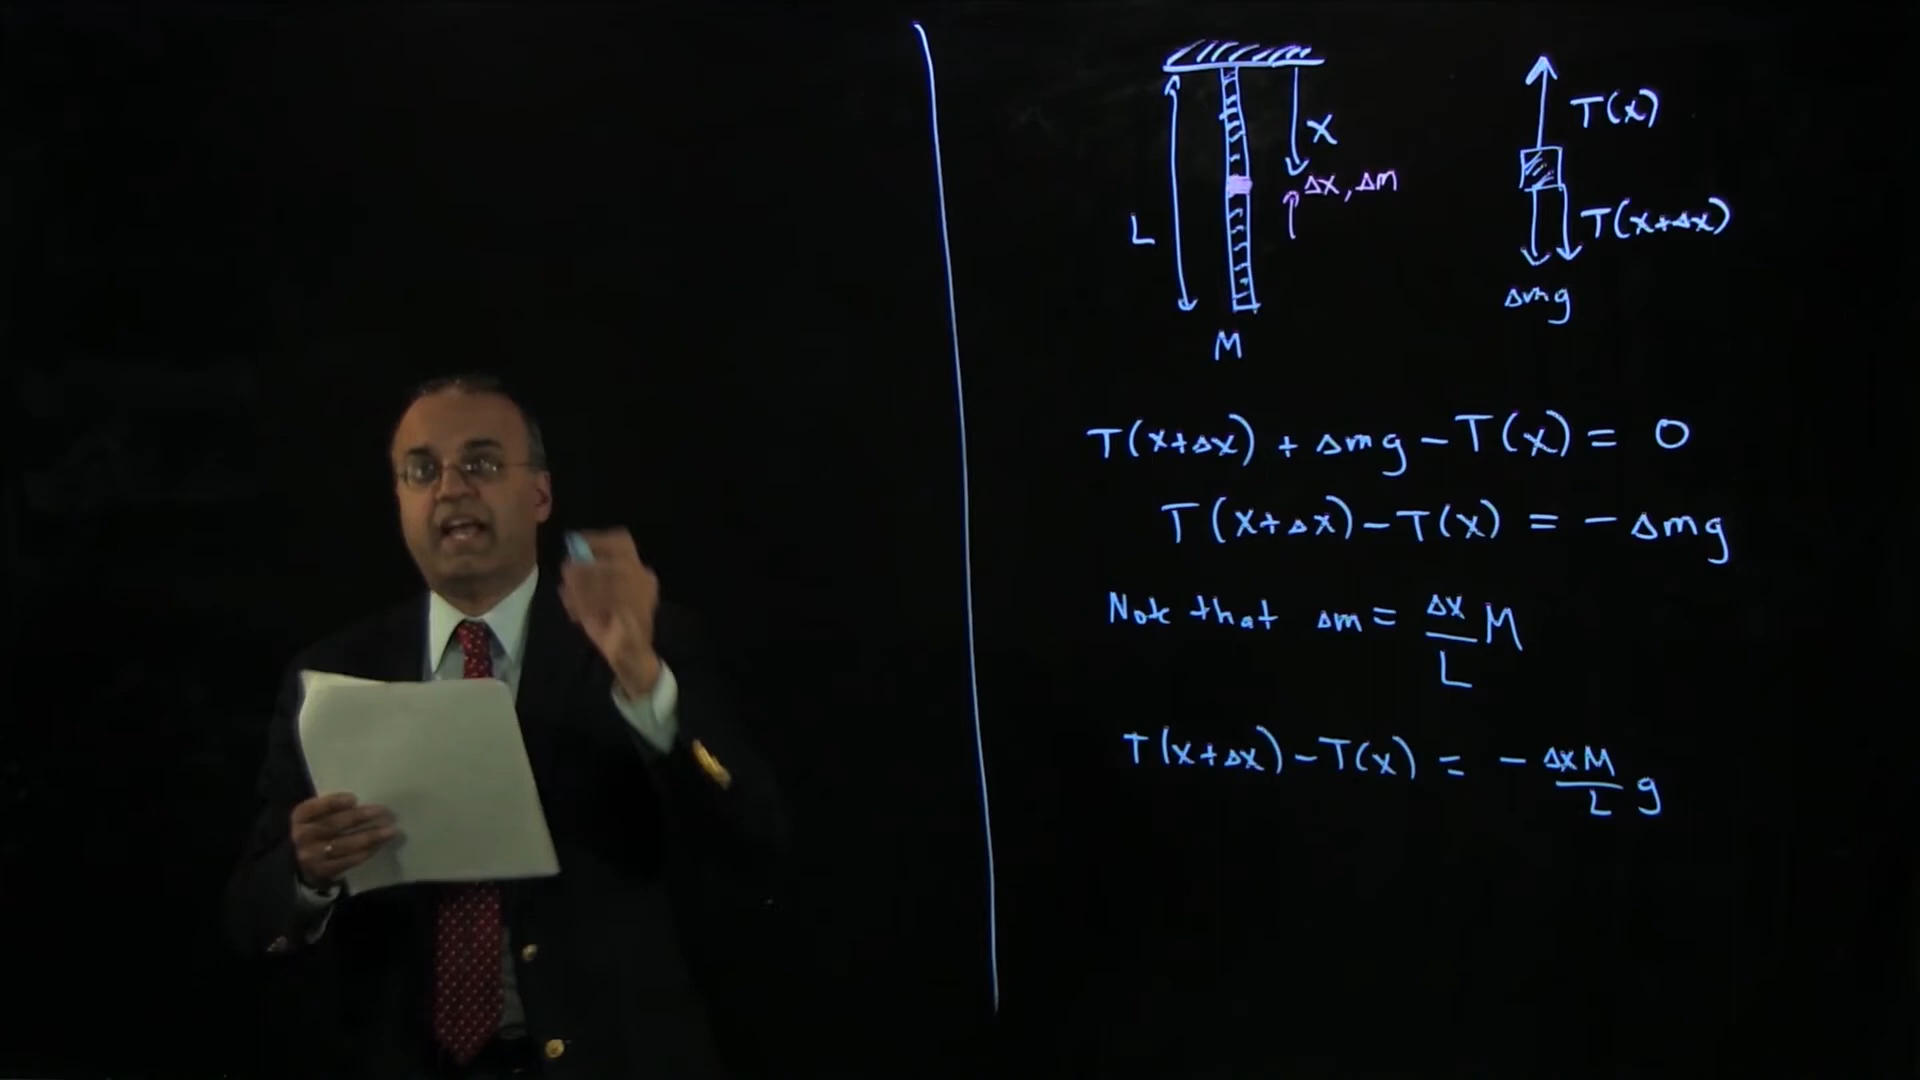 X
Δx, Δm
L
M
T(x)
T(x+Δx)
Δmg
T(x+Δx) + Δmg - T(x) = 0
T(x+Δx) - T(x) = - Δmg
Note that Δm = Δx/L M
T(x+Δx) - T(x) = - ΔxM/L g